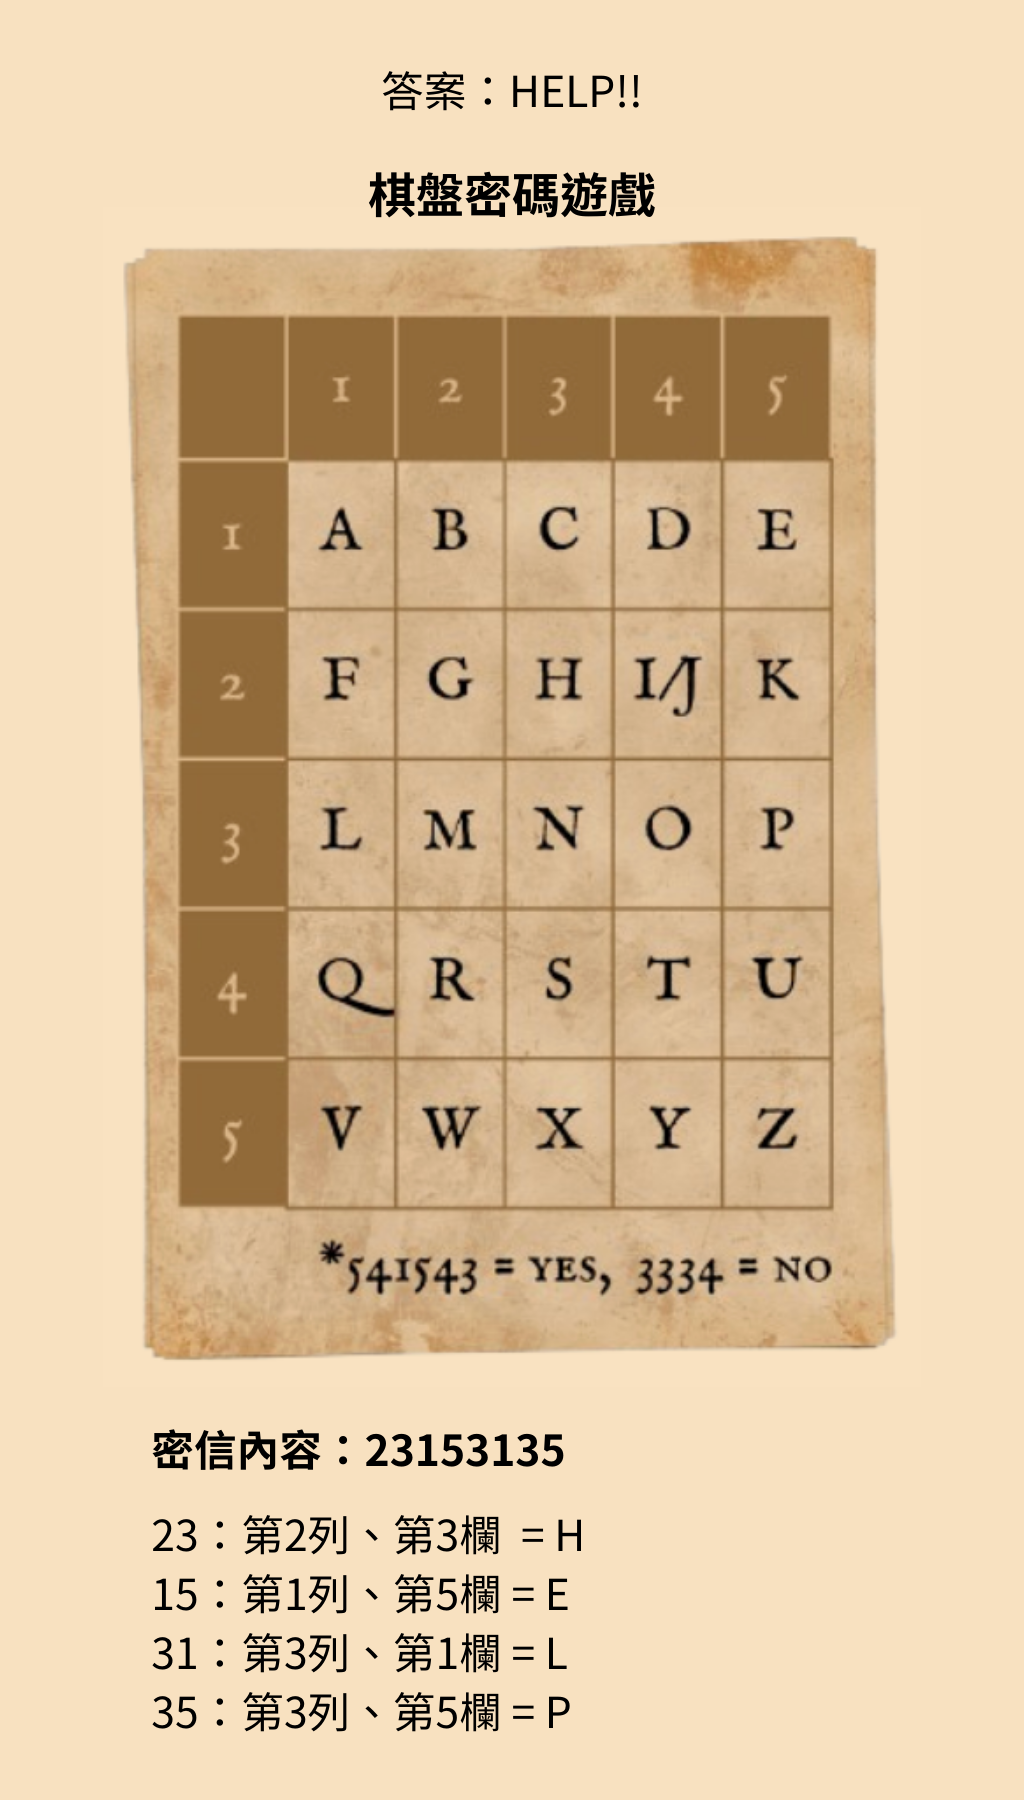 答案：HELP!!
棋盤密碼遊戲
1 2 3 4 5
1 A B C D E
2 F G H I/J K
3 L M N O P
4 Q R S T U
5 V W X Y Z
*541543 = YES, 3334 = NO
密信內容：23153135
23：第2列、第3欄 = H
15：第1列、第5欄 = E
31：第3列、第1欄 = L
35：第3列、第5欄 = P